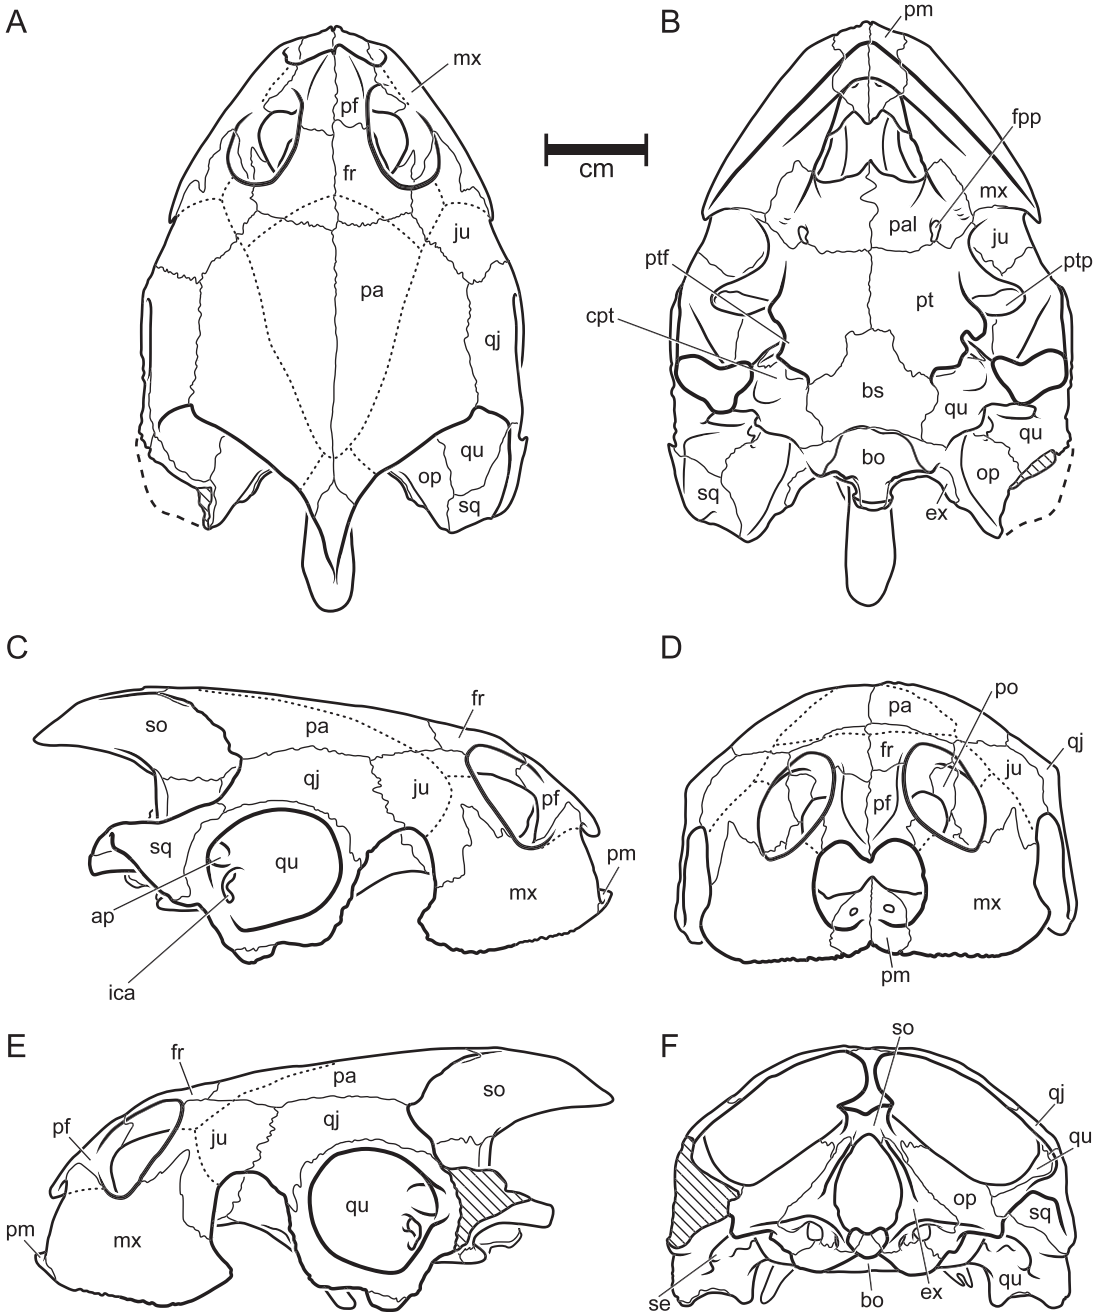 A
mx
pf
fr
ju
pa
qj
qu
op
sq
cm
B
pm
fpp
mx
pal
ju
ptf
ptp
pt
cpt
bs
qu
qu
bo
op
sq
ex
C
fr
so
pa
qj
ju
pf
sq
qu
pm
mx
ap
ica
D
po
pa
qj
fr
ju
pf
mx
pm
E
fr
pa
so
pf
qj
ju
qu
pm
mx
F
so
qj
qu
op
sq
se
bo
ex
qu